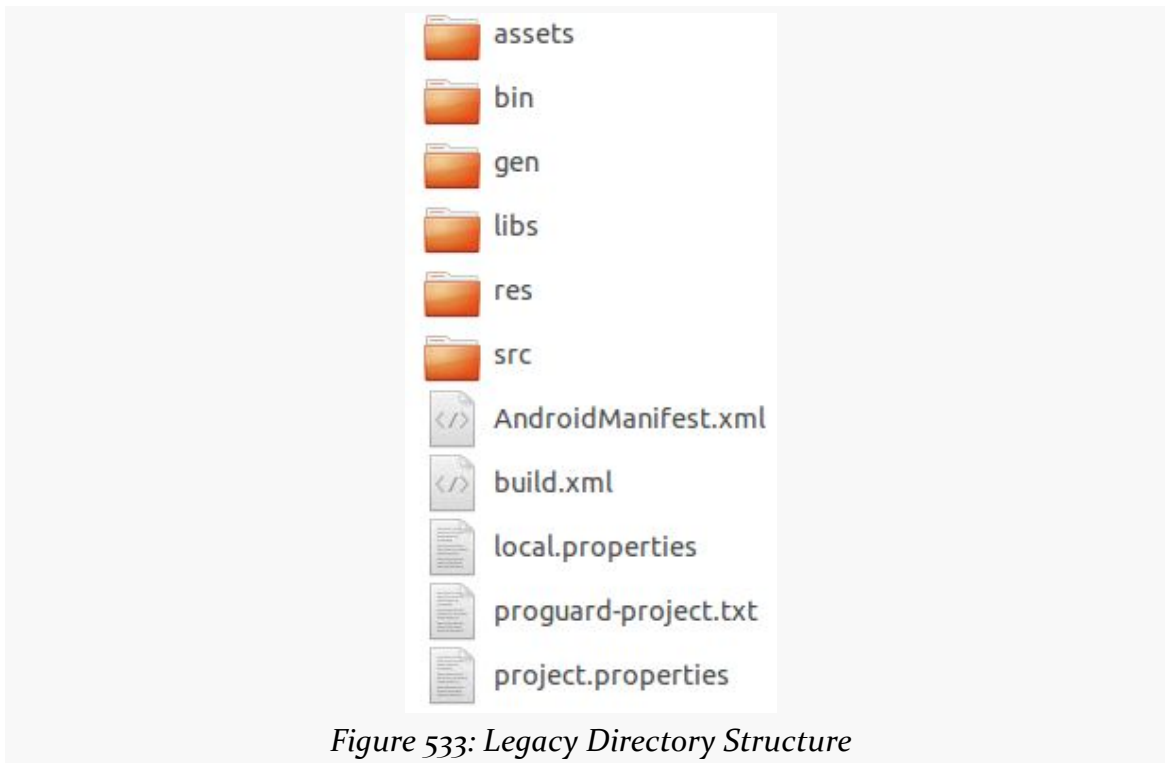 assets
bin
gen
libs
res
src
AndroidManifest.xml
build.xml
local.properties
proguard-project.txt
project.properties
Figure 533: Legacy Directory Structure